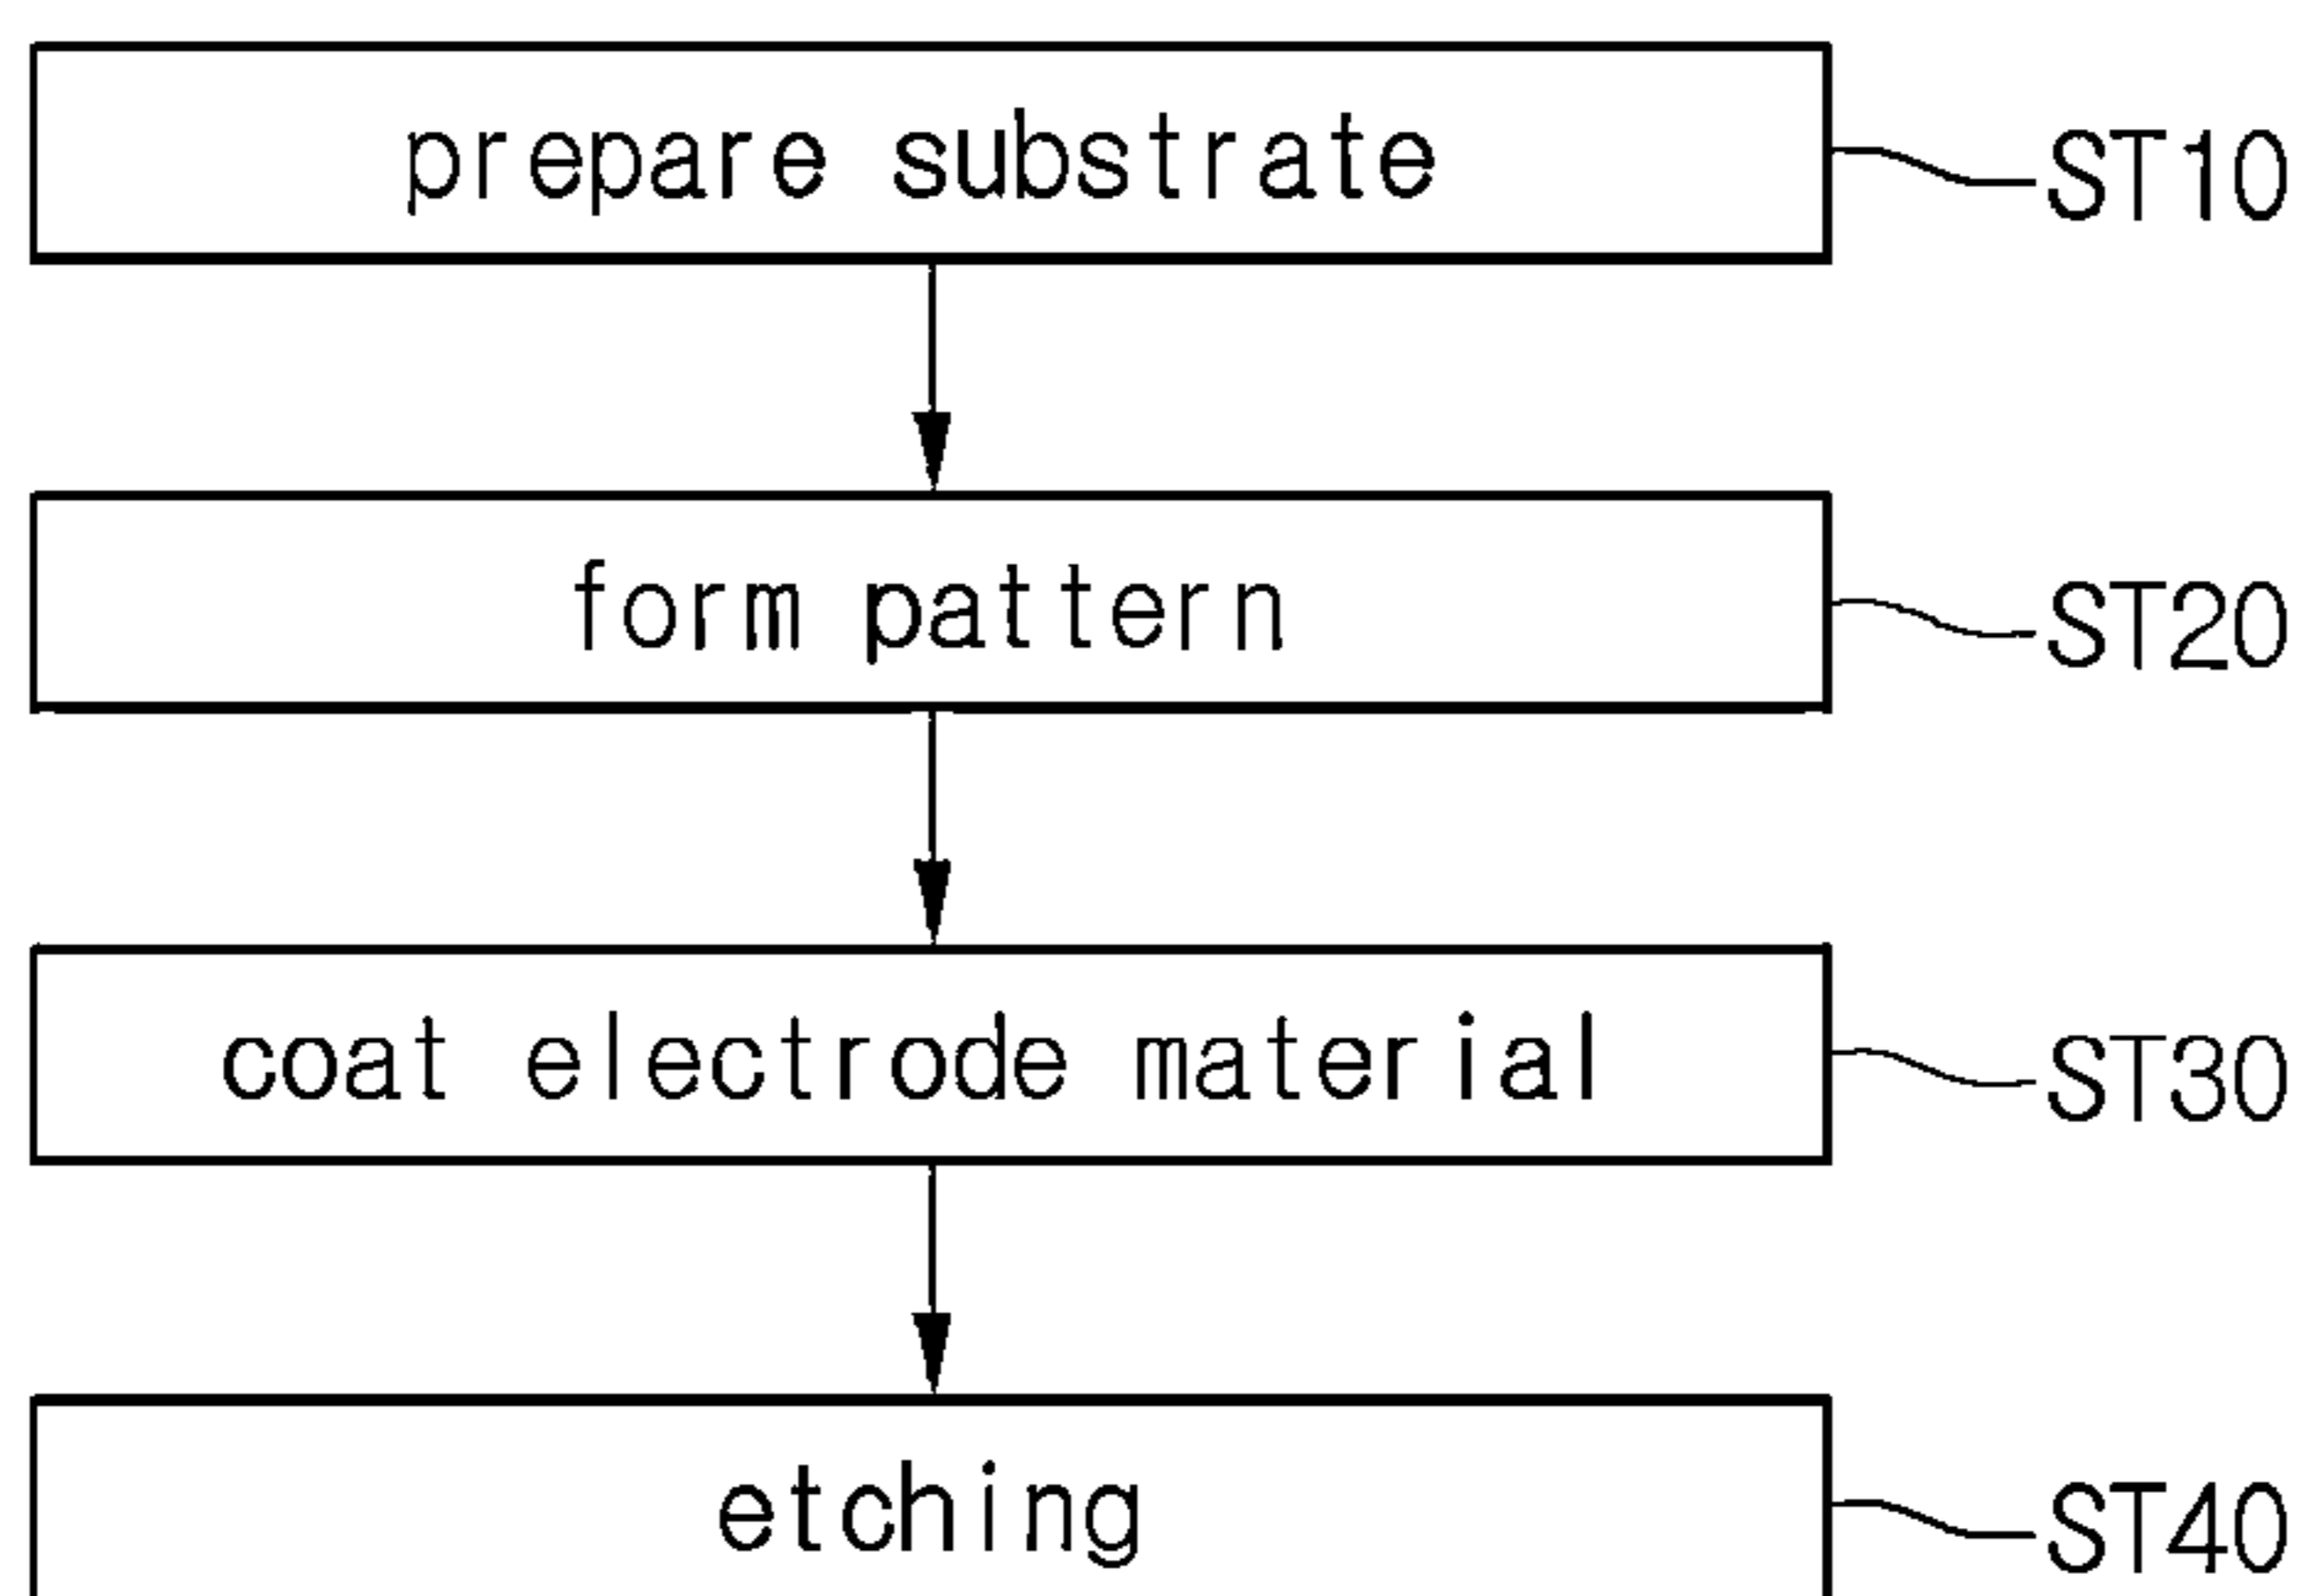 prepare substrate ST10
form pattern ST20
coat electrode material ST30
etching ST40